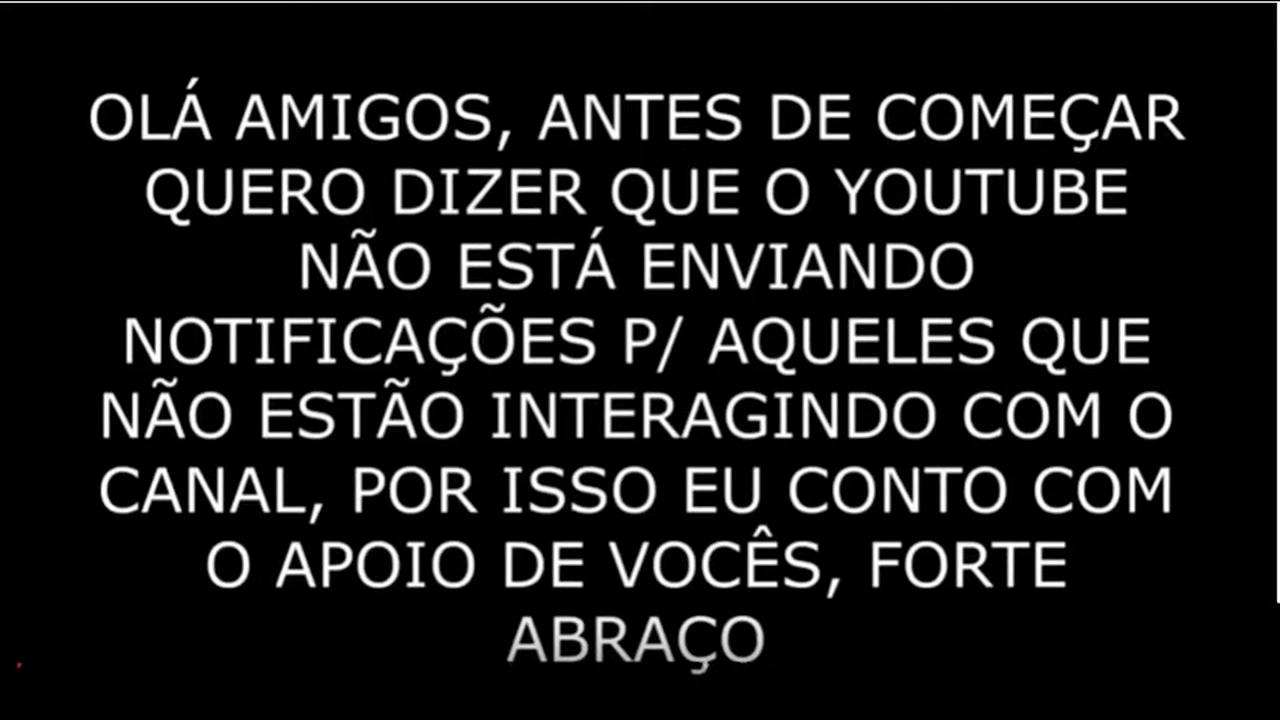 OLÁ AMIGOS, ANTES DE COMEÇAR
QUERO DIZER QUE O YOUTUBE
NÃO ESTÁ ENVIANDO
NOTIFICAÇÕES P/ AQUELES QUE
NÃO ESTÃO INTERAGINDO COM O
CANAL, POR ISSO EU CONTO COM
O APOIO DE VOCÊS, FORTE
ABRAÇO